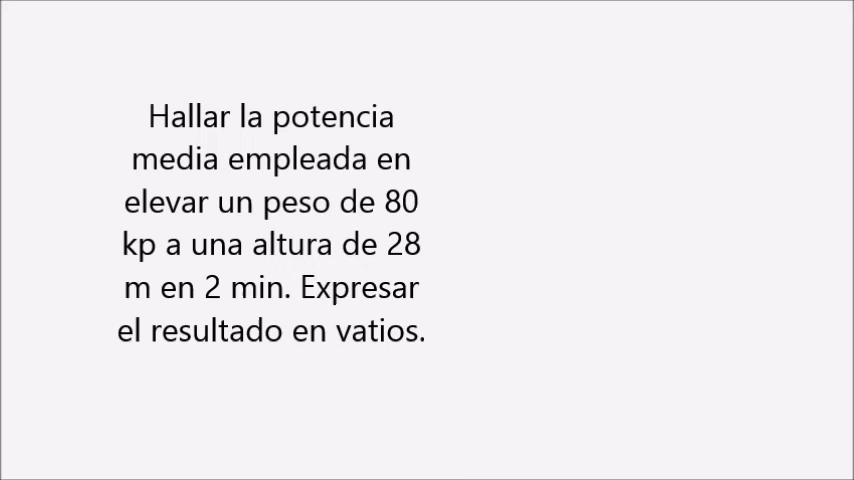 Hallar la potencia
media empleada en
elevar un peso de 80
kp a una altura de 28
m en 2 min. Expresar
el resultado en vatios.